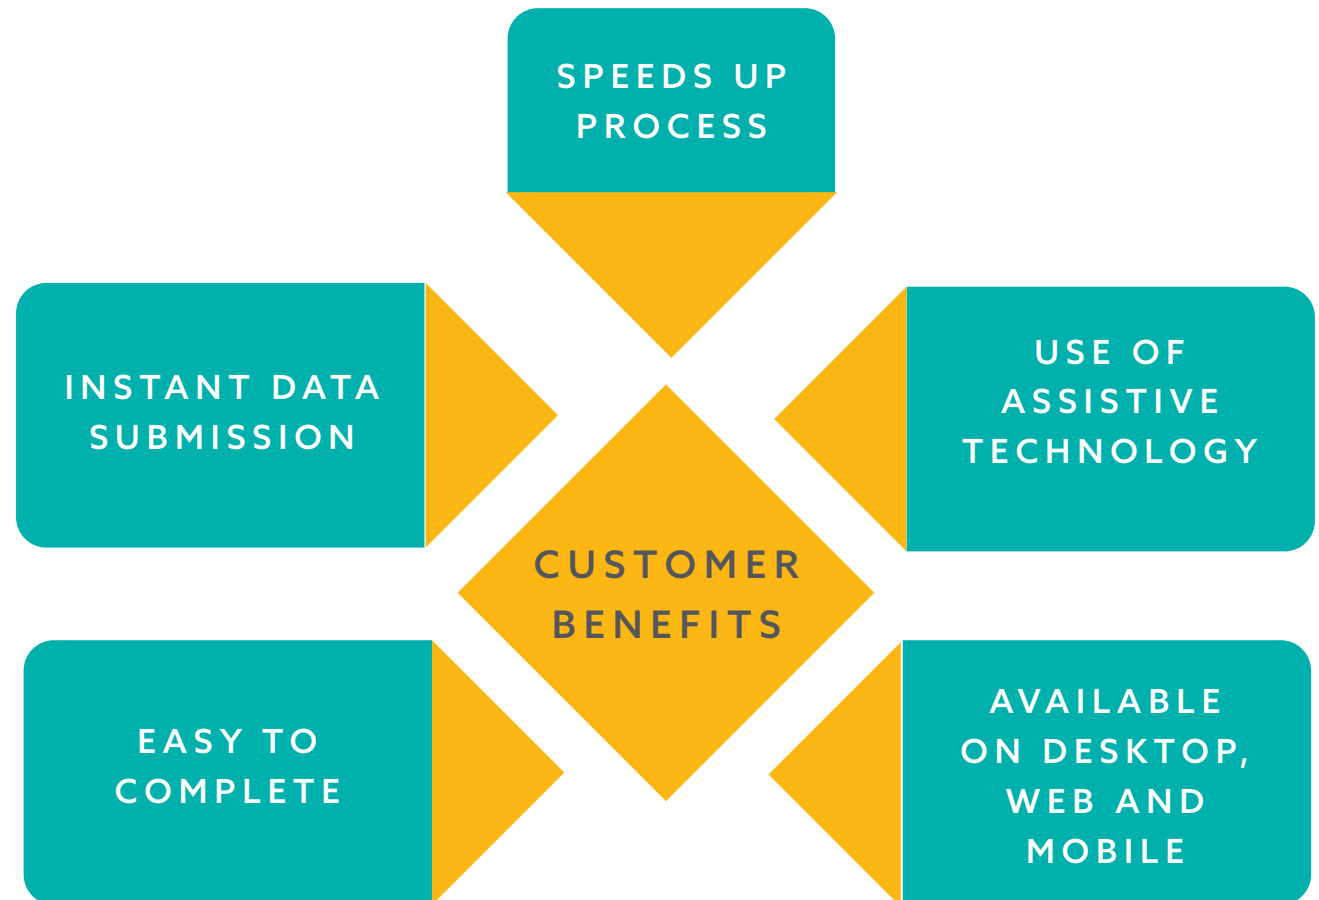 SPEEDS UP
PROCESS
INSTANT DATA
SUBMISSION
USE OF
ASSISTIVE
TECHNOLOGY
CUSTOMER
BENEFITS
EASY TO
COMPLETE
AVAILABLE
ON DESKTOP,
WEB AND
MOBILE